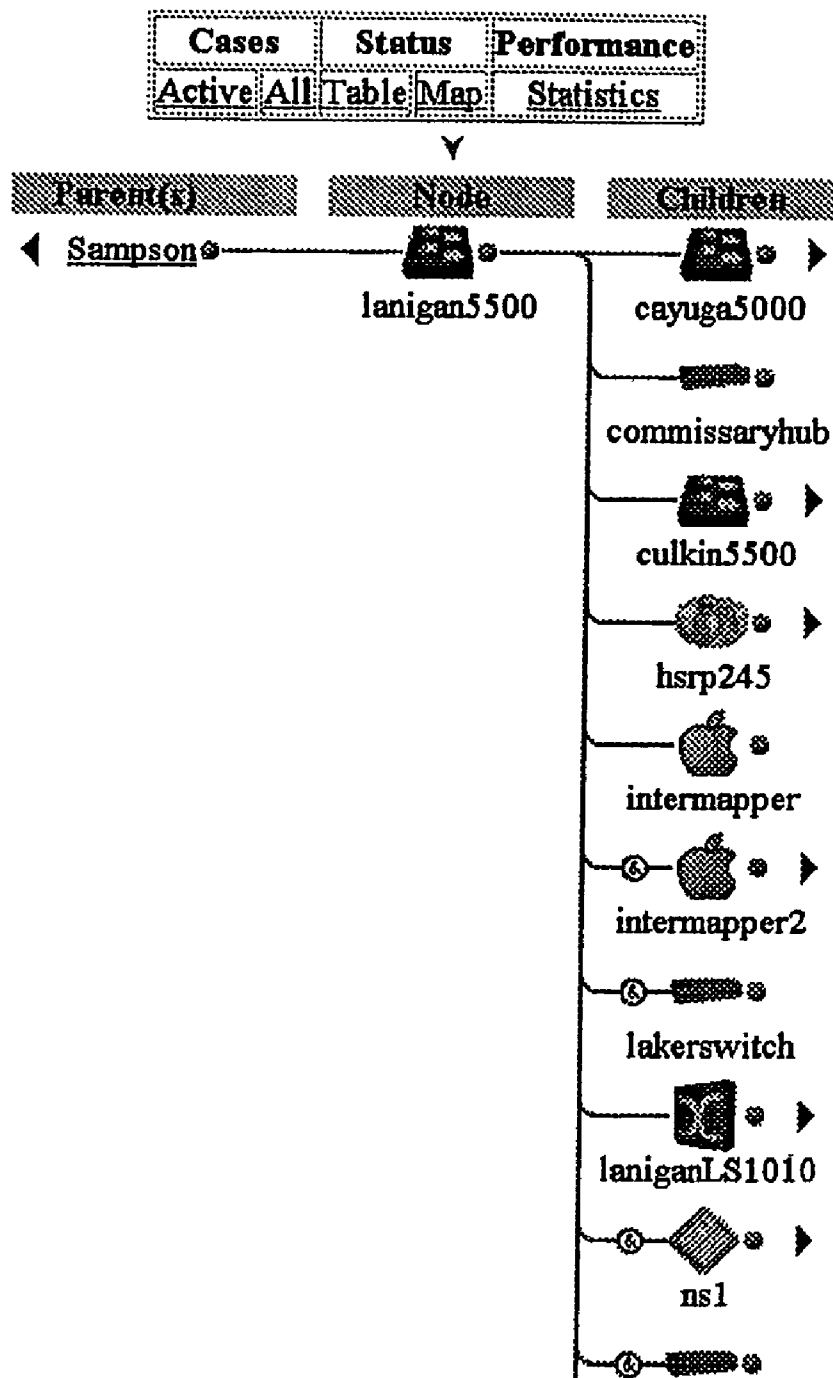 Cases Status Performance
Active All Table Map Statistics
Parent(s) Node Children
Sampson
lanigan5500
cayuga5000
commissaryhub
culkin5500
hsrp245
intermapper
&
intermapper2
&
lakerswitch
laniganLS1010
&
ns1
&